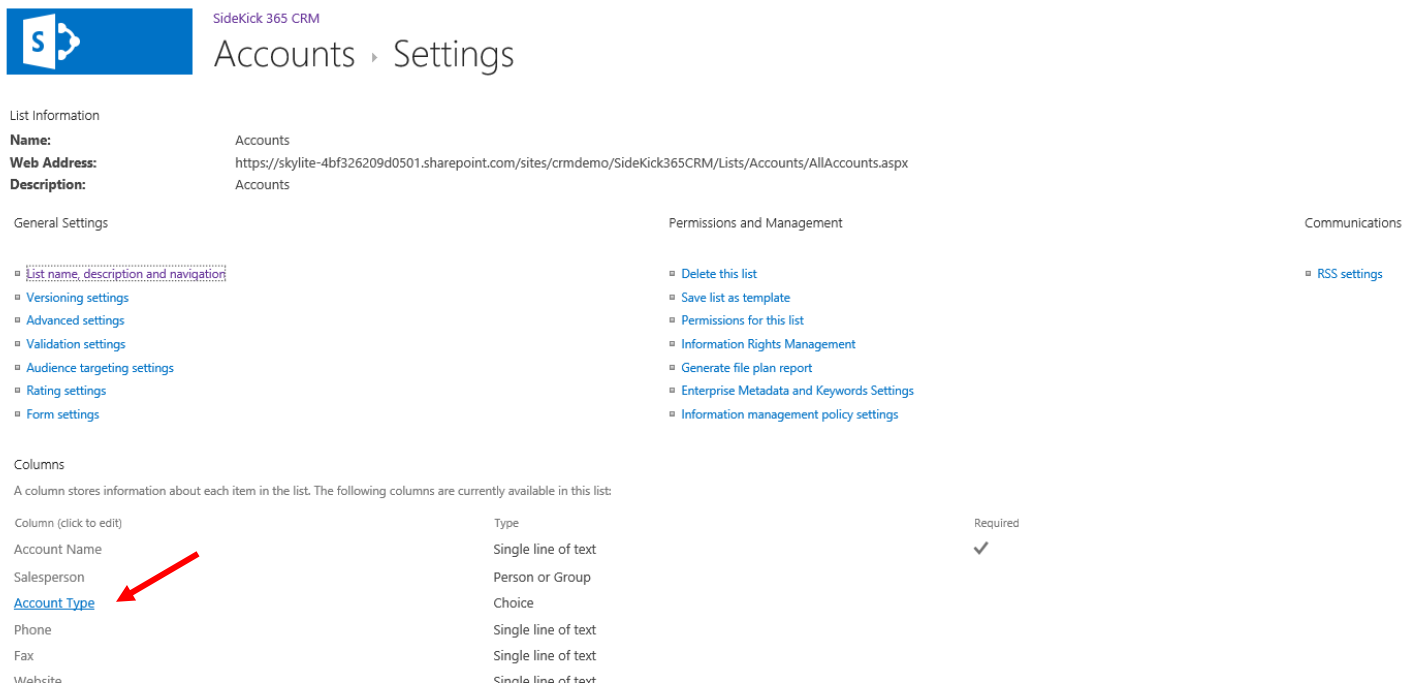 SideKick 365 CRM
S
Accounts Settings
List Information
Name: Accounts
Web Address: https://skylite-4bf326209d0501.sharepoint.com/sites/crmdemo/SideKick365CRM/Lists/Accounts/AllAccounts.aspx
Description: Accounts
General Settings Permissions and Management Communications
List name, description and navigation Delete this list RSS settings
Versioning settings Save list as template
Advanced settings Permissions for this list
Validation settings Information Rights Management
Audience targeting settings Generate file plan report
Rating settings Enterprise Metadata and Keywords Settings
Form settings Information management policy settings
Columns
A column stores information about each item in the list. The following columns are currently available in this list:
Column (click to edit) Type Required
Account Name Single line of text
Salesperson Person or Group
Account Type Choice
Phone Single line of text
Fax Single line of text
Website Single line of text